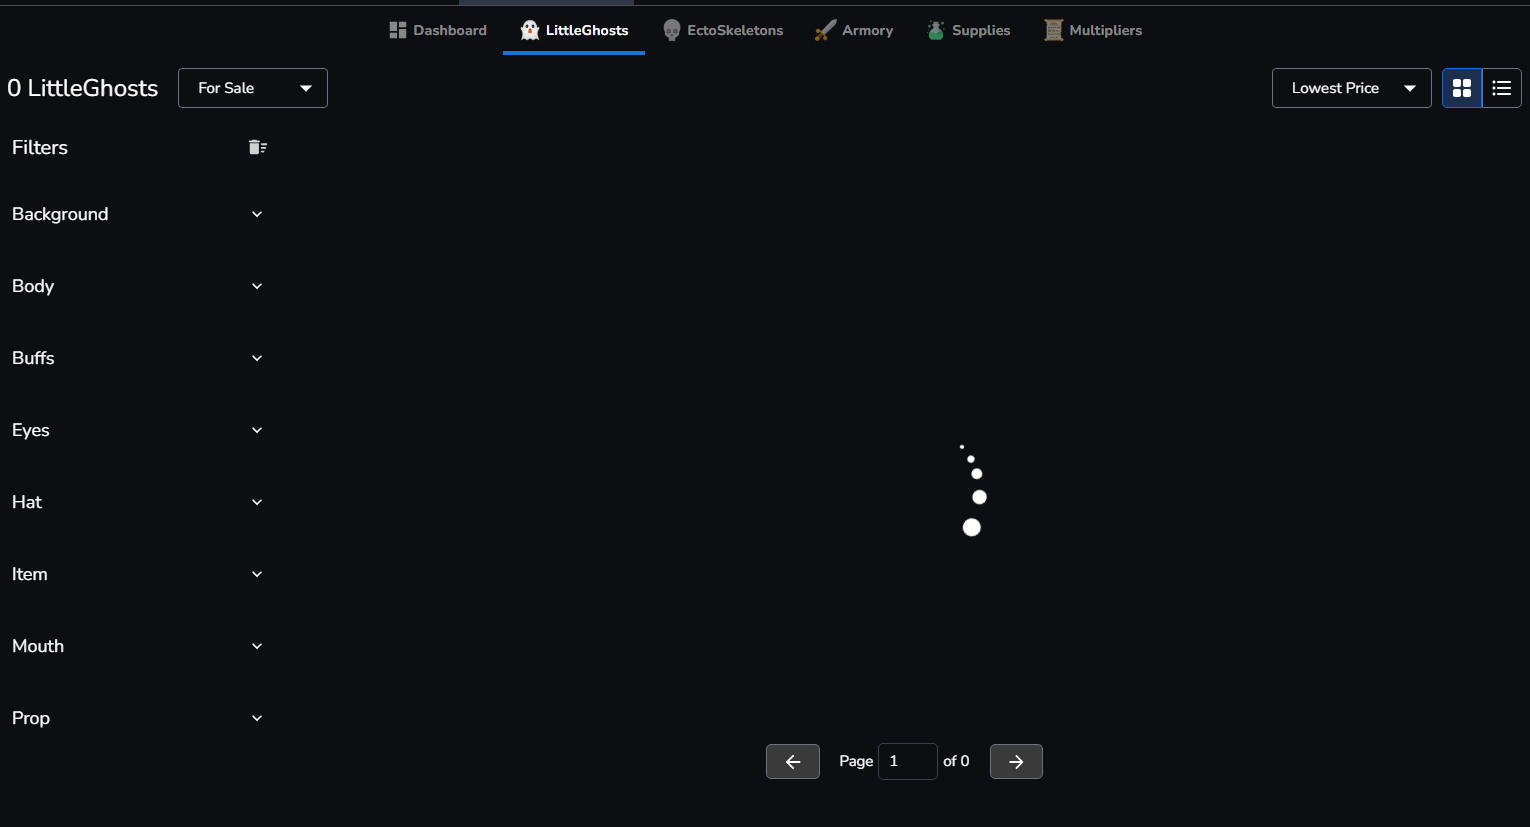 Dashboard LittleGhosts EctoSkeletons Armory Supplies Multipliers
0 LittleGhosts For Sale Lowest Price
Filters
Background
Body
Buffs
Eyes
Hat
Item
Mouth
Prop
Page 1 of 0